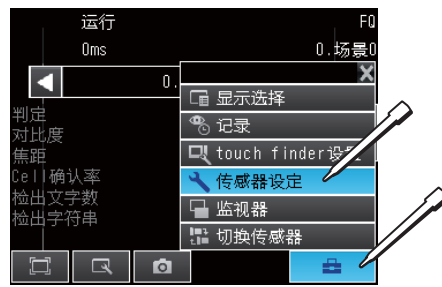 运行 FQ
0ms 0.场景0
0.
显示选择
判定
记录
对比度
touch finder设定
焦距
传感器设定
Cell确认率
监视器
检出文字数
切换传感器
检出字符串